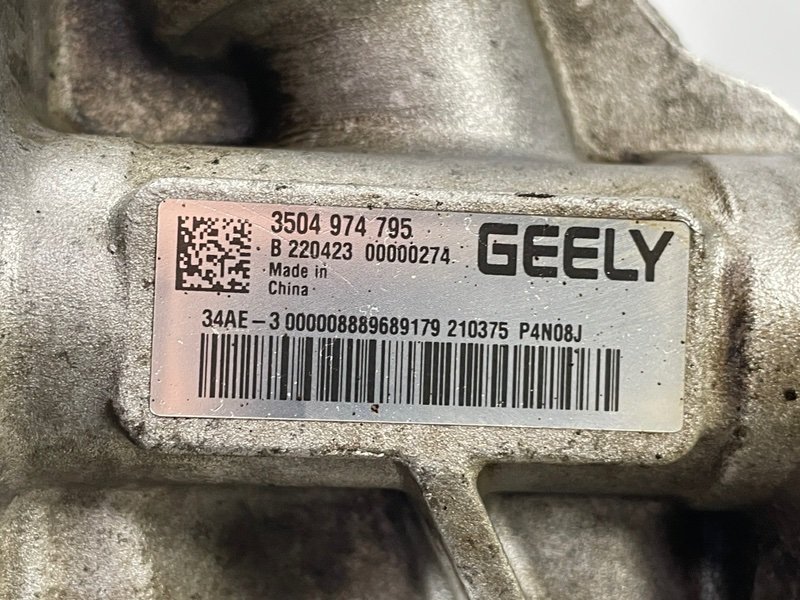 3504 974 795
B 220423 00000274
GEELY
Made in
China
34AE-3 000008889689179 210375 P4N08J